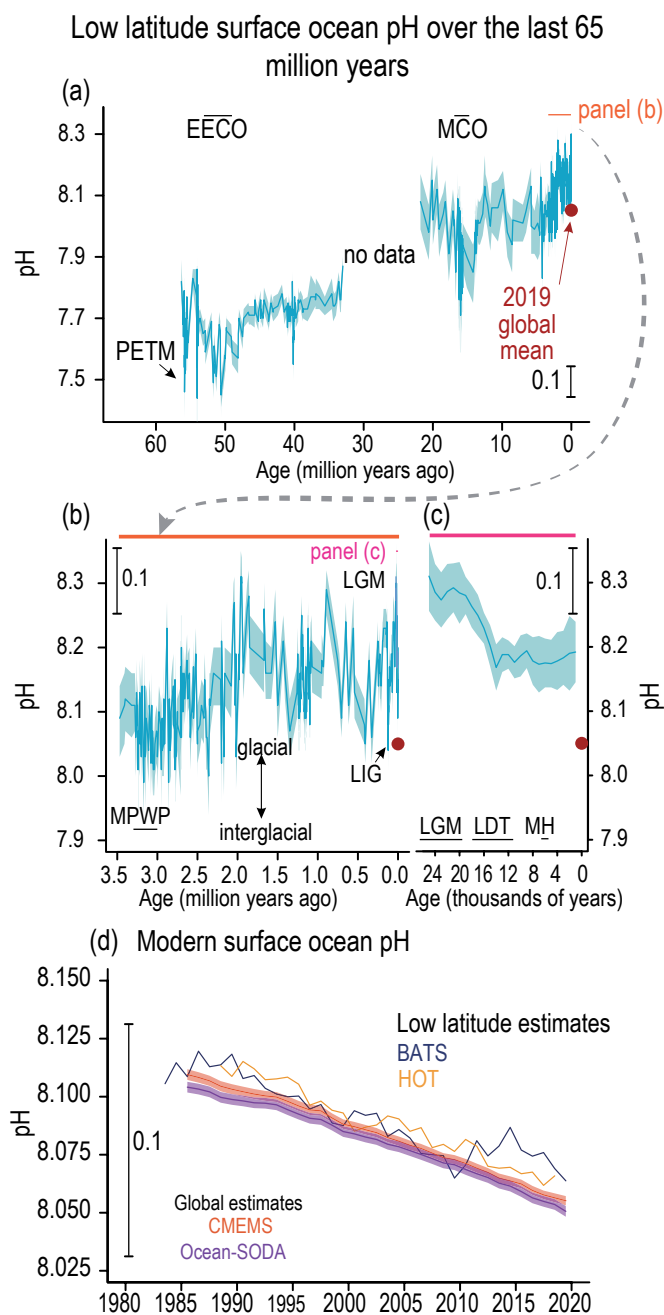 Low latitude surface ocean pH over the last 65
million years
(a)
EECO
MCO
panel (b)
8.3
8.1
7.9
7.7
7.5
pH
no data
PETM
2019
global
mean
0.1
60 50 40 30 20 10 0
Age (million years ago)
(b)
panel (c)
LGM
0.1
8.3
8.2
8.1
8.0
7.9
pH
glacial
interglacial
LIG
MPWP
3.5 3.0 2.5 2.0 1.5 1.0 0.5 0.0
Age (million years ago)
(c)
0.1
8.3
8.2
8.1
8.0
7.9
pH
LGM LDT MH
24 20 16 12 8 4 0
Age (thousands of years)
(d) Modern surface ocean pH
8.150
8.125
8.100
8.075
8.050
8.025
pH
0.1
Low latitude estimates
BATS
HOT
Global estimates
CMEMS
Ocean-SODA
1980 1985 1990 1995 2000 2005 2010 2015 2020